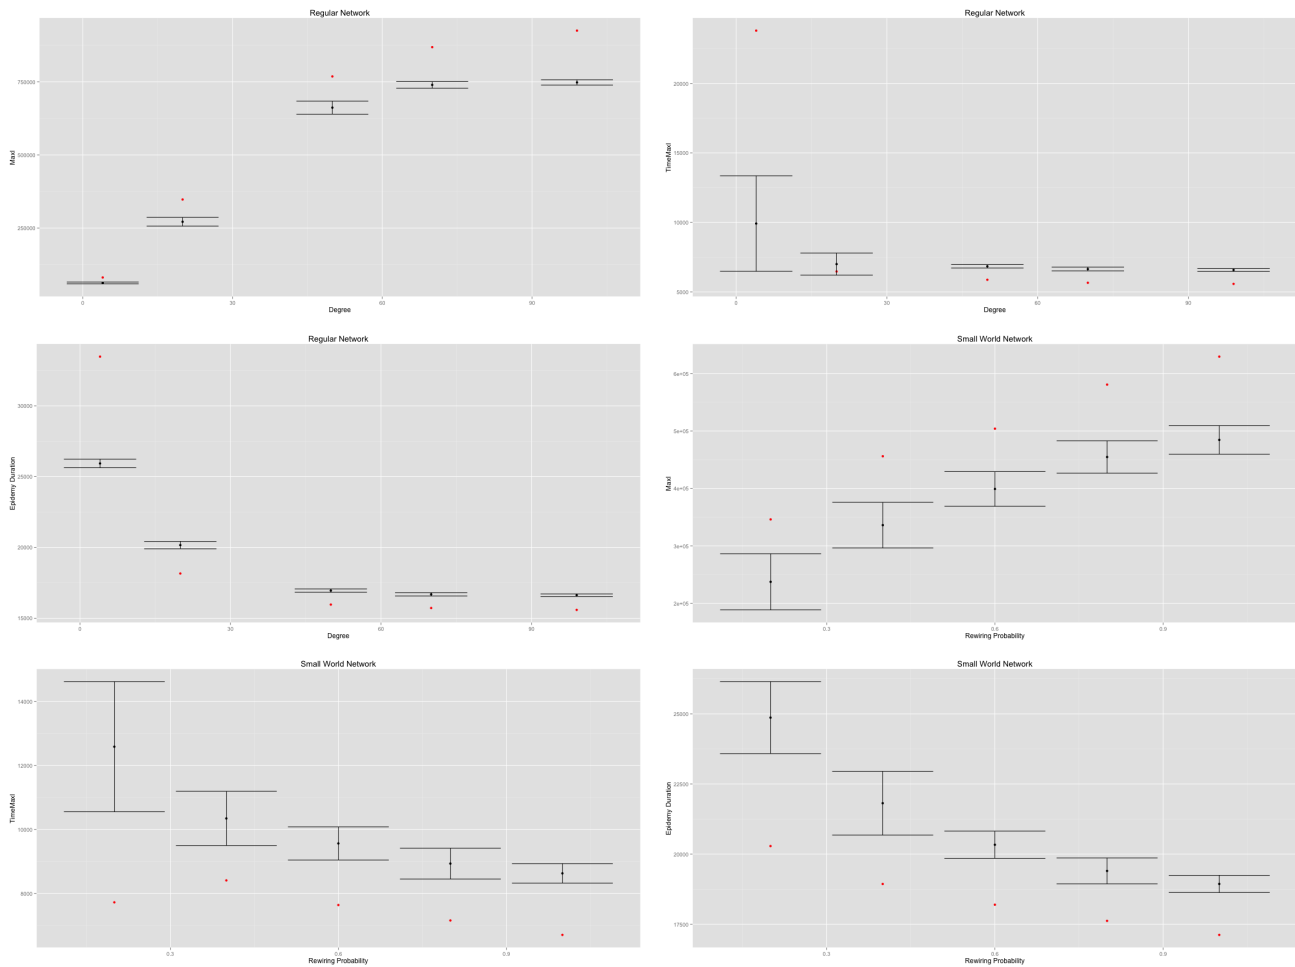 Regular Network
MaxI
750000
500000
250000
0
30
60
90
Degree
Regular Network
TimeMaxI
20000
15000
10000
5000
0
30
60
90
Degree
Regular Network
Epidemy Duration
30000
25000
20000
15000
0
30
60
90
Degree
Small World Network
MaxI
6e+05
5e+05
4e+05
3e+05
2e+05
0.3
0.6
0.9
Rewiring Probability
Small World Network
TimeMaxI
14000
12000
10000
8000
0.3
0.6
0.9
Rewiring Probability
Small World Network
Epidemy Duration
25000
22500
20000
17500
0.3
0.6
0.9
Rewiring Probability